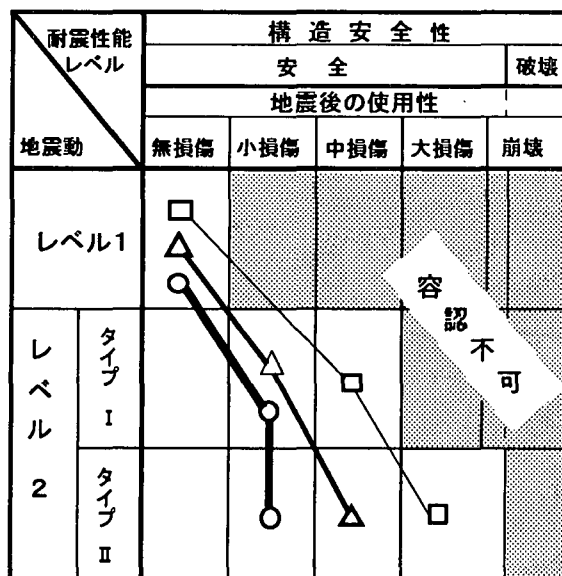 耐震性能
レベル
地震動
構造安全性
安全
破壊
地震後の使用性
無損傷
小損傷
中損傷
大損傷
崩壊
レベル1
容認不可
レベル2
タイプI
タイプII